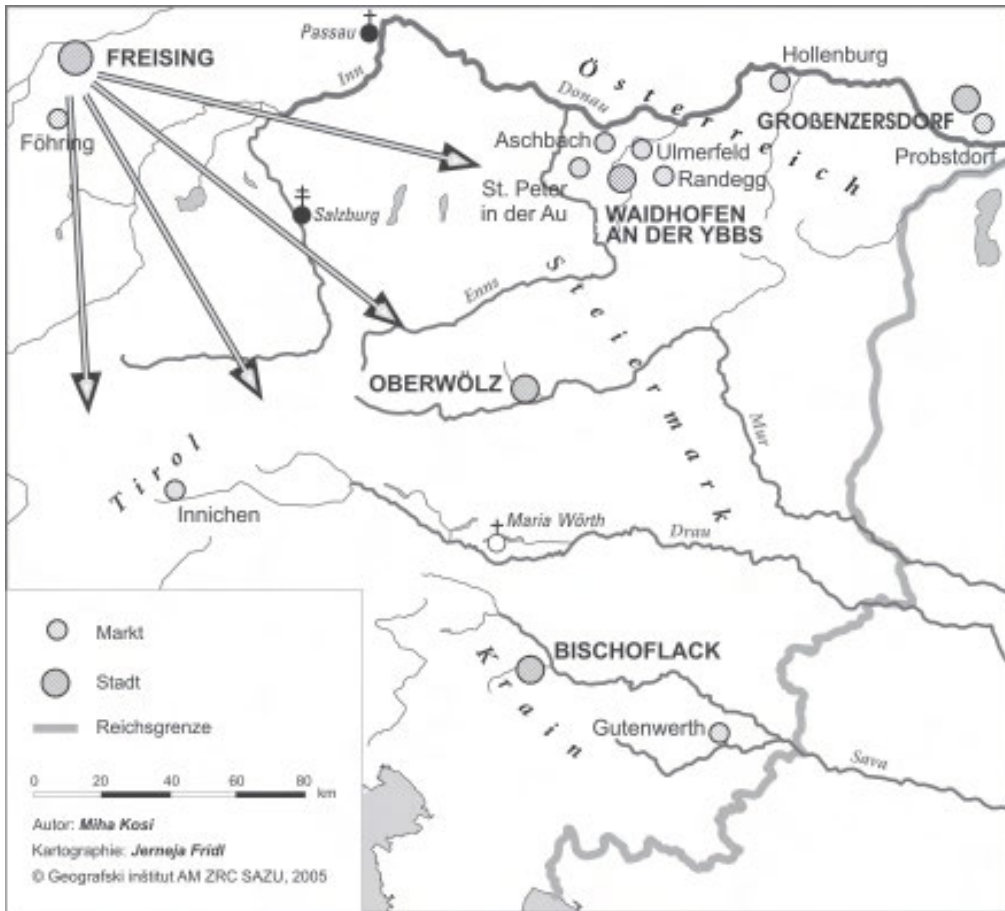 Passau
FREISING
Inn
Hollenburg
Österreich
Donau
GROßENZERSDORF
Föhring
Aschbach
Ulmerfeld
Probstdorf
St. Peter
in der Au
Randegg
Salzburg
WAIDHOFEN
AN DER YBBS
Steiermark
Enns
OBERWÖLZ
Mur
Tirol
Innichen
Maria Wörth
Drau
Markt
Stadt
Reichsgrenze
BISCHOFLACK
Krain
Gutenwerth
Sava
0 20 40 60 80
km
Autor: Miha Kosi
Kartographie: Jerneja Fridl
© Geografski inštitut AM ZRC SAZU, 2005